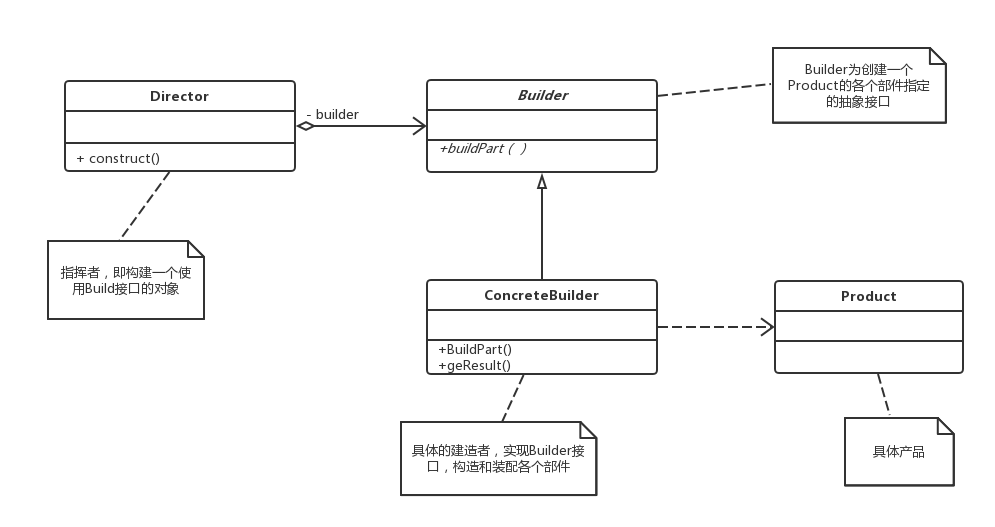 Director
+ construct()
- builder
Builder
+buildPart（ ）
Builder为创建一个
Product的各个部件指定
的抽象接口
指挥者，即构建一个使
用Build接口的对象
ConcreteBuilder
+BuildPart()
+geResult()
Product
具体的建造者，实现Builder接
口，构造和装配各个部件
具体产品